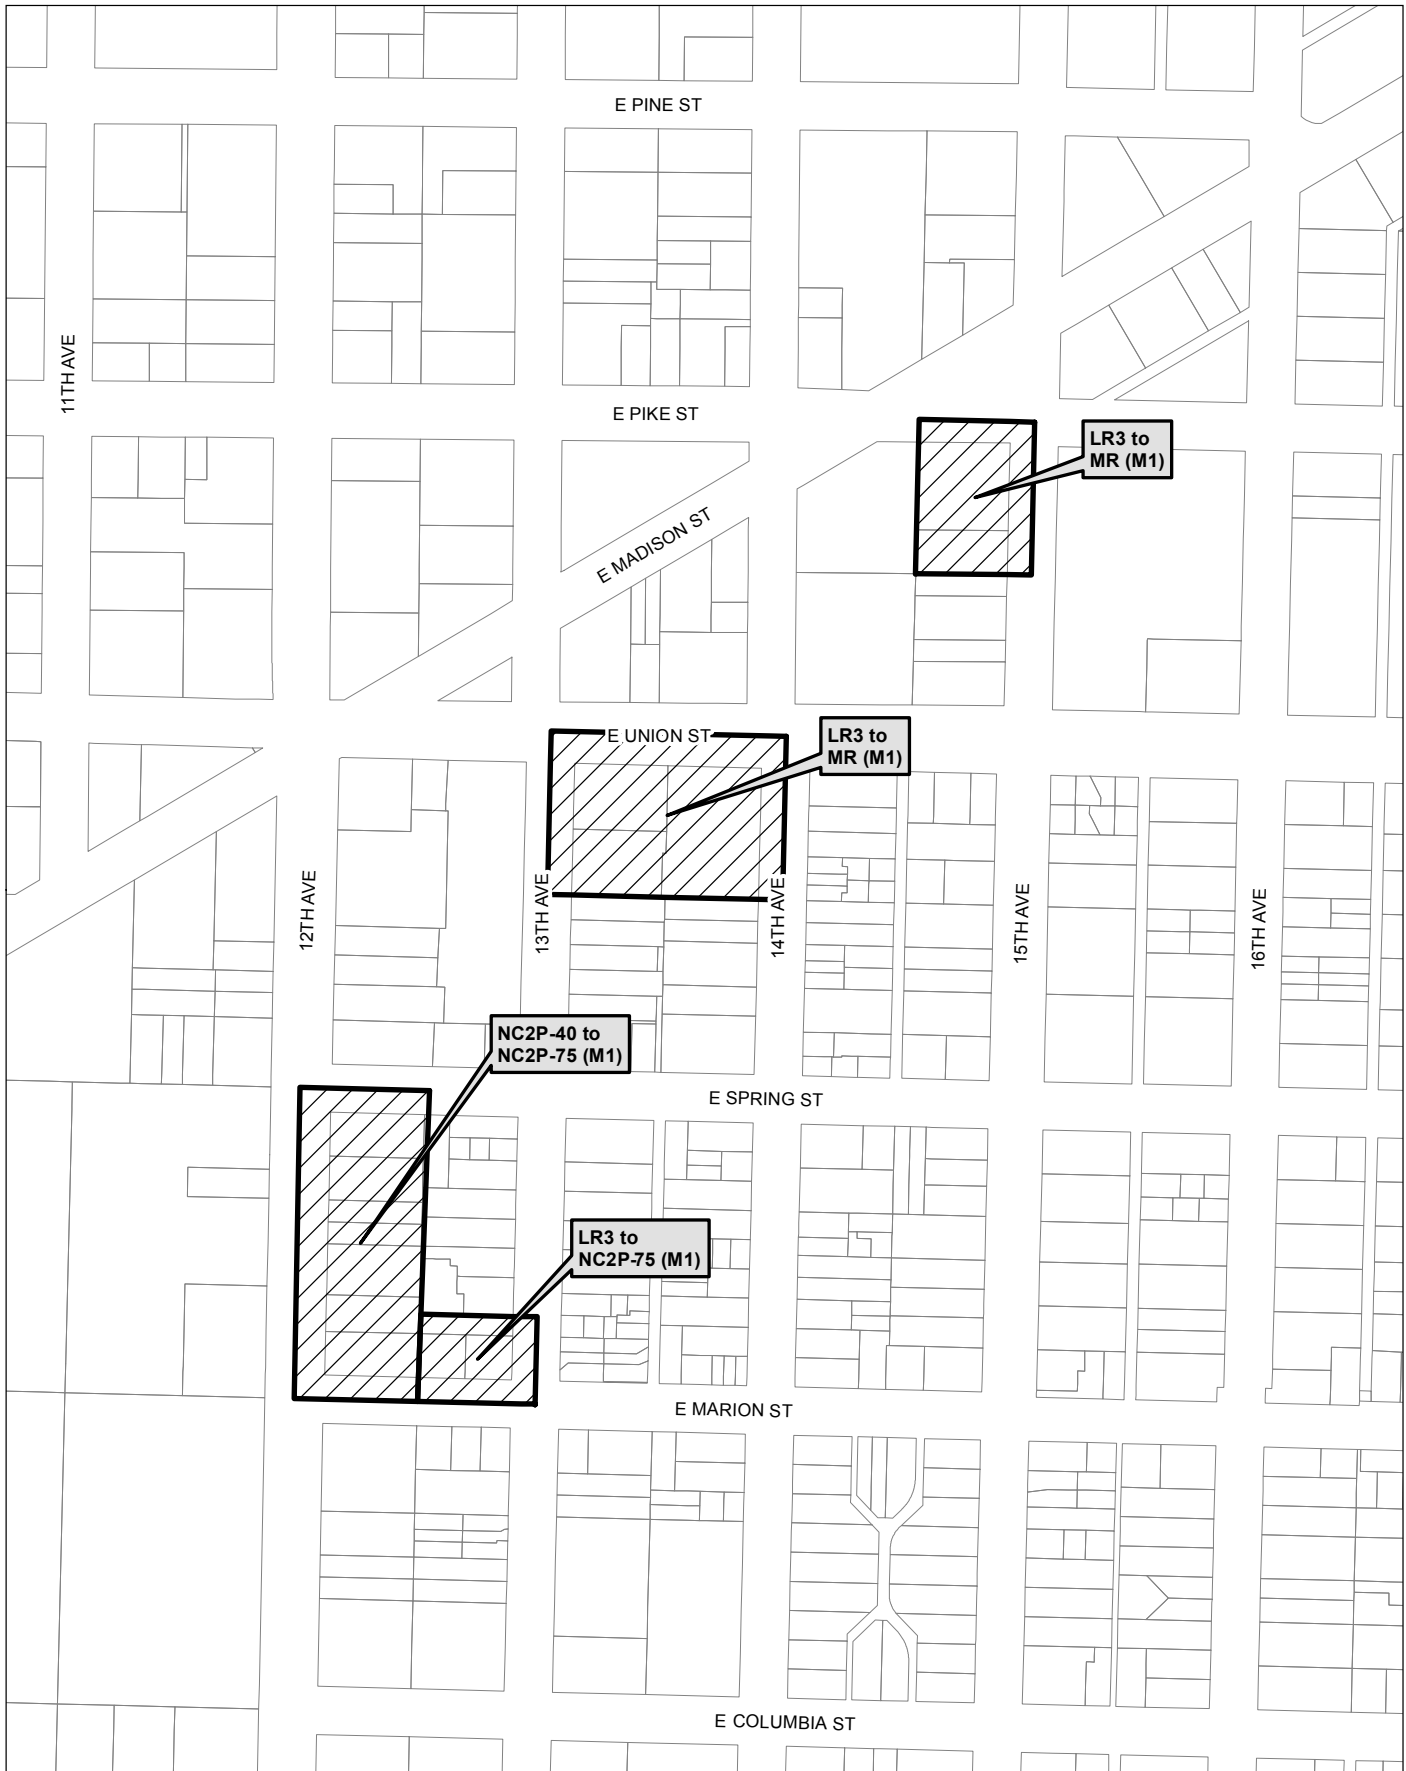 E PINE ST
11TH AVE
E PIKE ST
LR3 to
MR (M1)
E MADISON ST
E UNION ST
LR3 to
MR (M1)
12TH AVE
13TH AVE
14TH AVE
15TH AVE
16TH AVE
NC2P-40 to
NC2P-75 (M1)
E SPRING ST
LR3 to
NC2P-75 (M1)
E MARION ST
E COLUMBIA ST